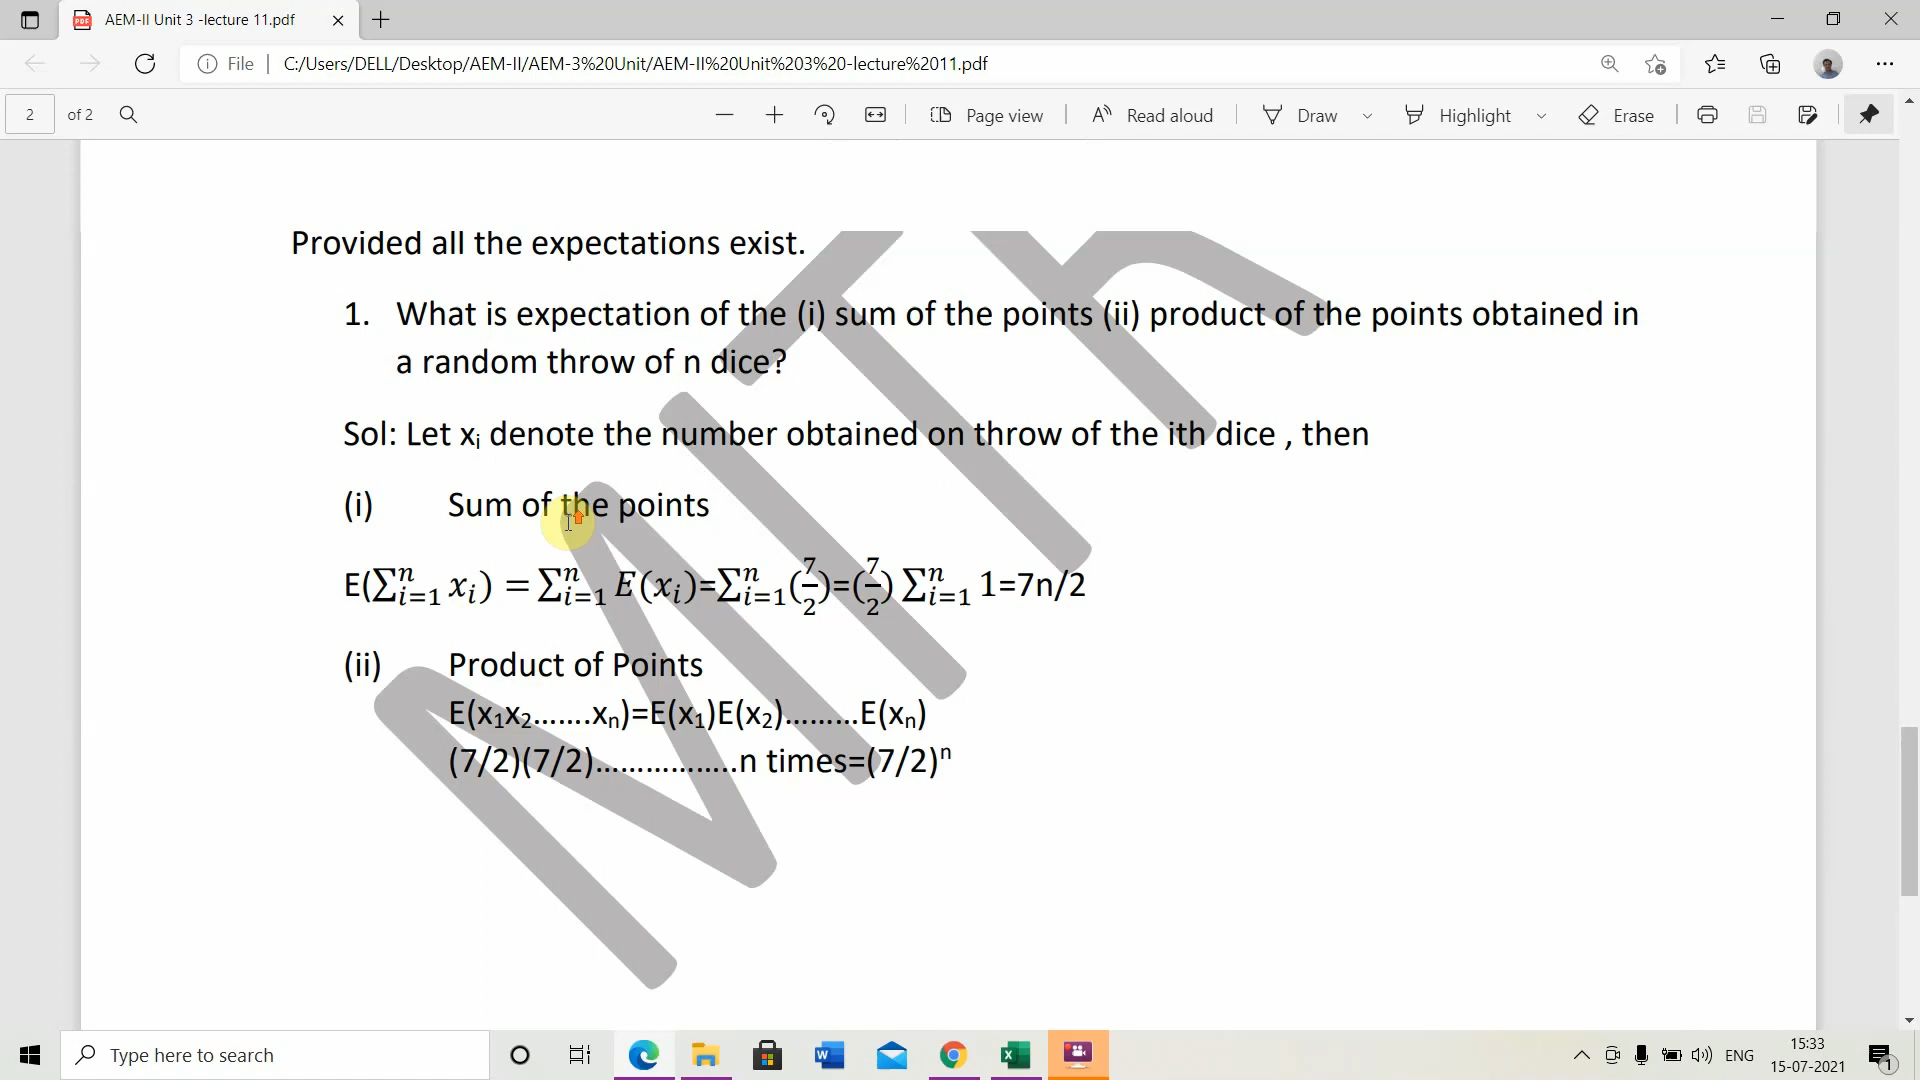 AEM-II Unit 3 -lecture 11.pdf
File | C:/Users/DELL/Desktop/AEM-II/AEM-3%20Unit/AEM-II%20Unit%203%20-lecture%2011.pdf
2 of 2 Page view Read aloud Draw Highlight Erase
Provided all the expectations exist.
1. What is expectation of the (i) sum of the points (ii) product of the points obtained in
a random throw of n dice?
Sol: Let xᵢ denote the number obtained on throw of the ith dice , then
(i) Sum of the points
E(∑ⁿᵢ₌₁ xᵢ) = ∑ⁿᵢ₌₁ E(xᵢ)=∑ⁿᵢ₌₁(7/2)=(7/2) ∑ⁿᵢ₌₁ 1=7n/2
(ii) Product of Points
E(x₁x₂.......xₙ)=E(x₁)E(x₂).........E(xₙ)
(7/2)(7/2).................n times=(7/2)ⁿ
MITR
Type here to search
ENG
15:33
15-07-2021
1